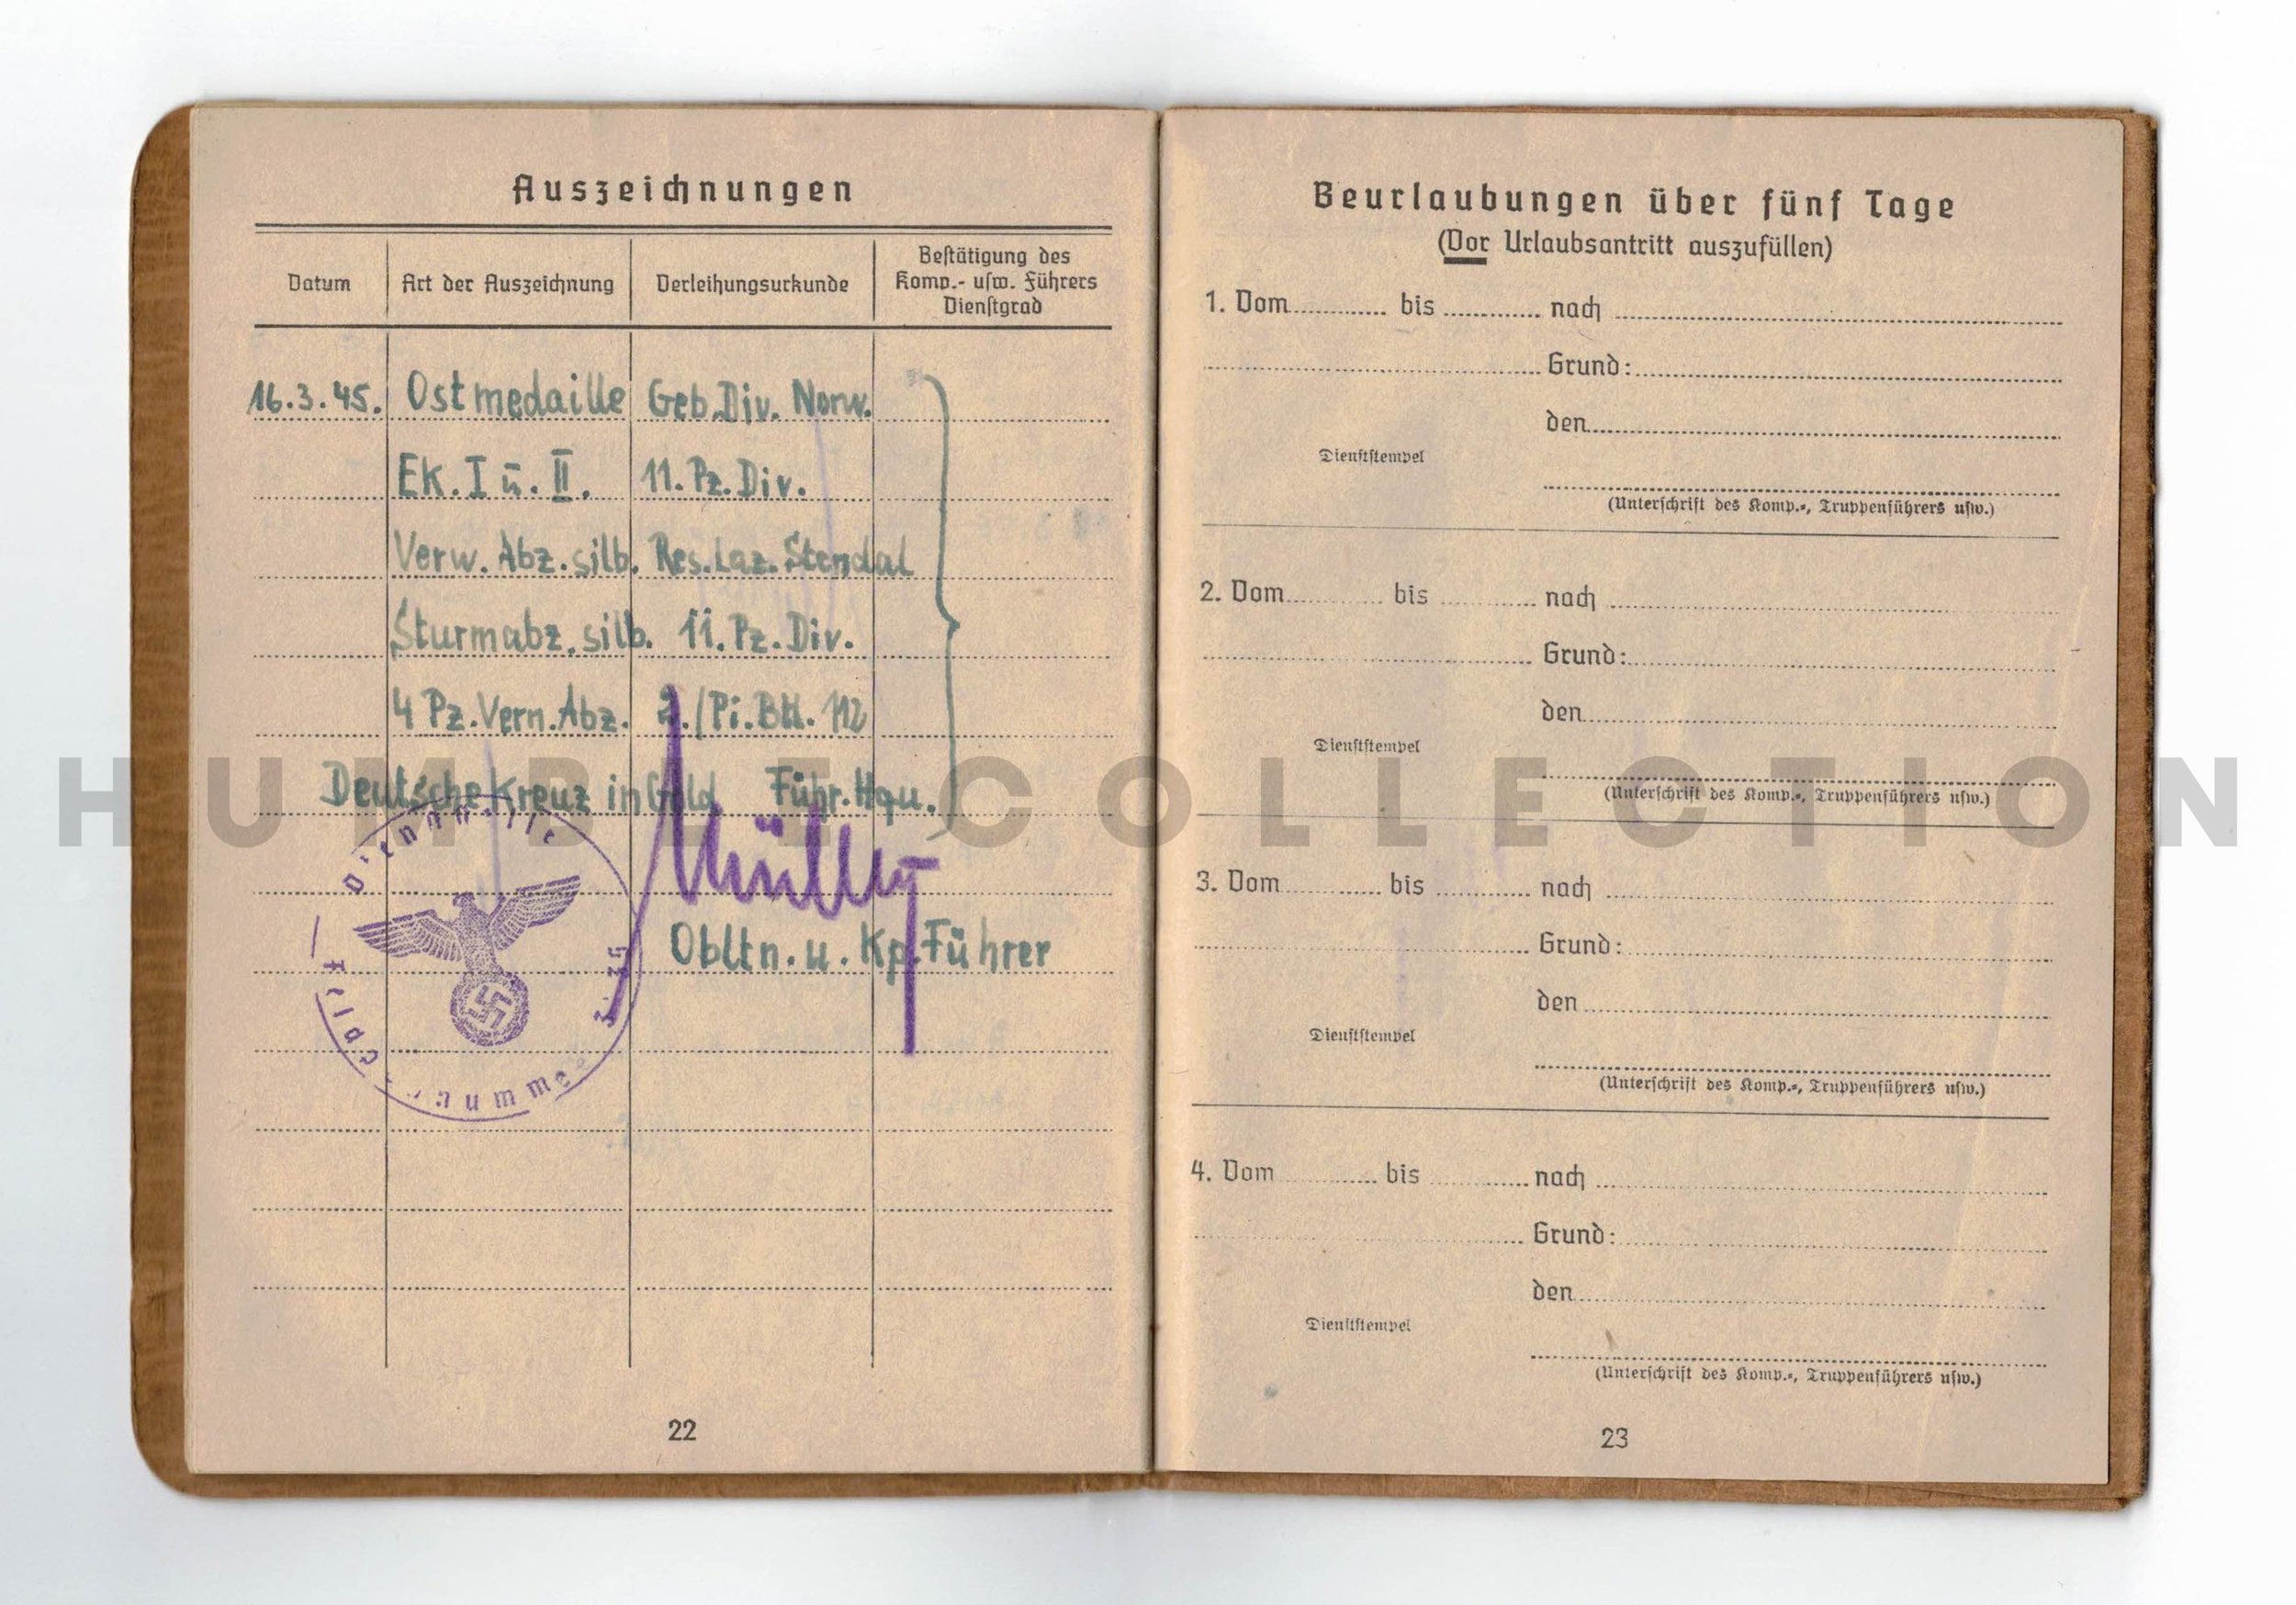 Auszeichnungen
Datum Art der Auszeichnung Verleihungsurkunde Bestätigung des Komp.- usw. Führers Dienstgrad
16.3.45. Ostmedaille Geb.Div. Norw.
EK. I u. II. 11. Pz. Div.
Verw. Abz. silb. Res. Laz. Stendal
Sturmabz. silb. 11. Pz. Div.
4 Pz. Vern. Abz. 2./Pi. Btl. 112
Deutsche Kreuz in Gold Führ. Hqu.
Müller
Obltn. u. Kp. Führer
Dienststelle
Feldpostnummer
22
Beurlaubungen über fünf Tage
(Vor Urlaubsantritt auszufüllen)
1. Vom bis nach
Grund:
den
Dienststempel
(Unterschrift des Komp.-, Truppenführers usw.)
2. Vom bis nach
Grund:
den
Dienststempel
(Unterschrift des Komp.-, Truppenführers usw.)
3. Vom bis nach
Grund:
den
Dienststempel
(Unterschrift des Komp.-, Truppenführers usw.)
4. Vom bis nach
Grund:
den
Dienststempel
(Unterschrift des Komp.-, Truppenführers usw.)
23
HUMBLE COLLECTION